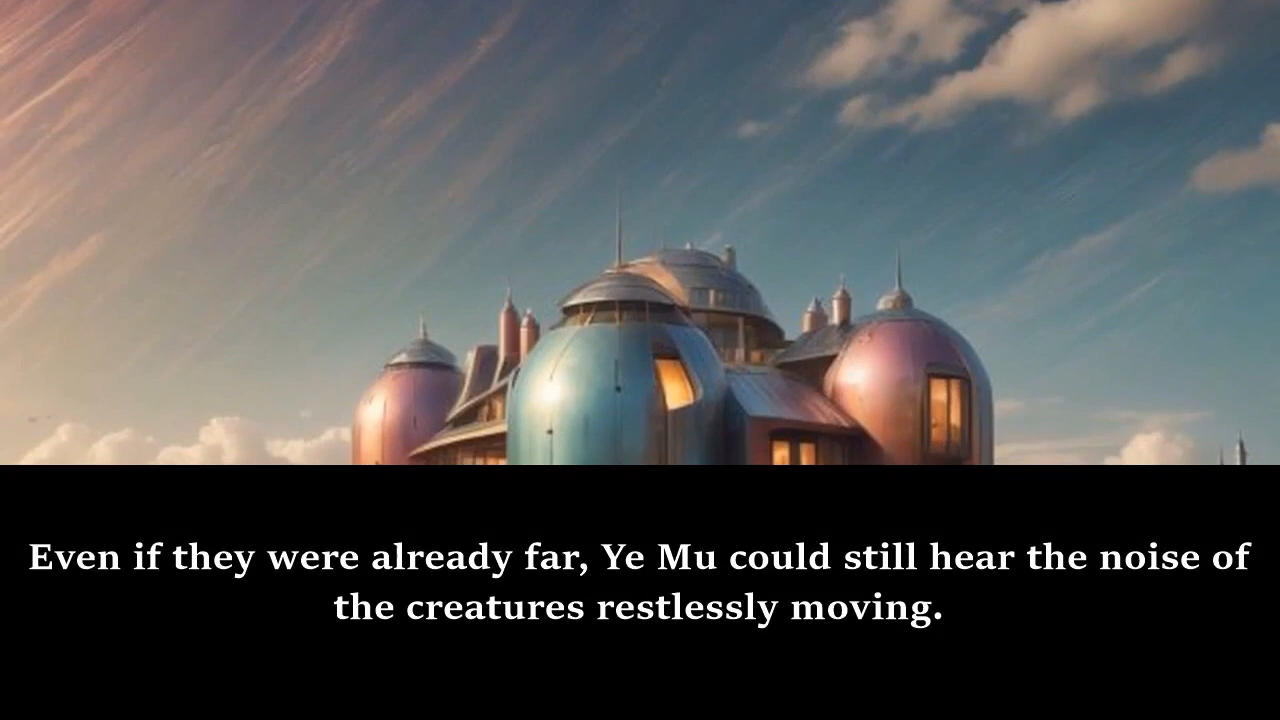 Even if they were already far, Ye Mu could still hear the noise of
the creatures restlessly moving.